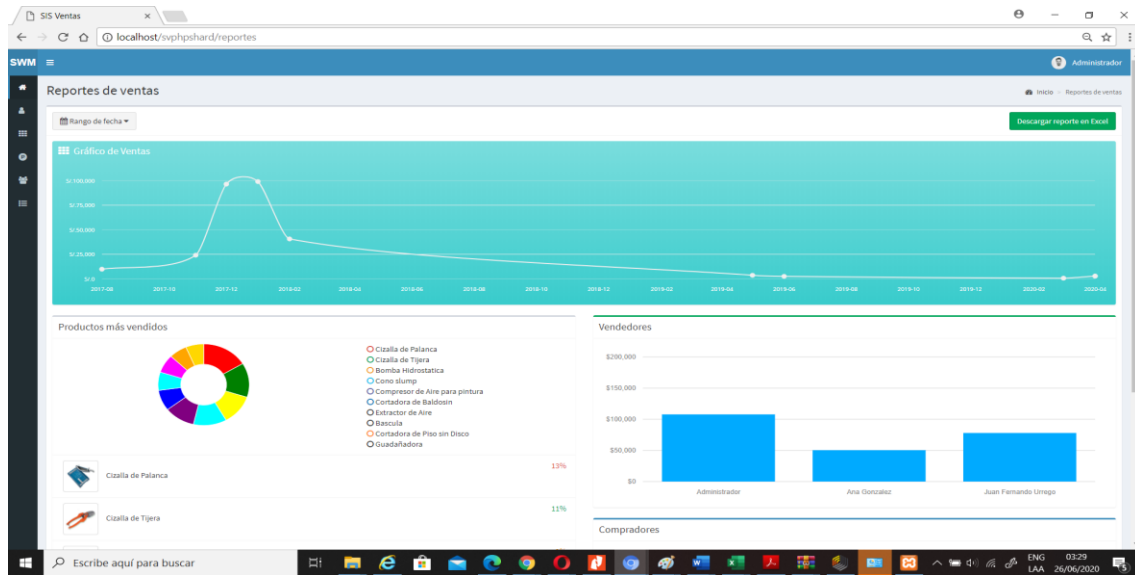 SIS Ventas
localhost/svphpshard/reportes
SWM
Administrador
Reportes de ventas
Inicio > Reportes de ventas
Rango de fecha
Descargar reporte en Excel
Gráfico de Ventas
S/.100,000
S/.75,000
S/.50,000
S/.25,000
S/.0
2017-08 2017-10 2017-12 2018-02 2018-04 2018-06 2018-08 2018-10 2018-12 2019-02 2019-04 2019-06 2019-08 2019-10 2019-12 2020-02 2020-04
Productos más vendidos
Cizalla de Palanca
Cizalla de Tijera
Bomba Hidrostatica
Cono slump
Compresor de Aire para pintura
Cortadora de Baldosin
Extractor de Aire
Bascula
Cortadora de Piso sin Disco
Guadañadora
Cizalla de Palanca 13%
Cizalla de Tijera 11%
Vendedores
$200,000
$150,000
$100,000
$50,000
$0
Administrador Ana Gonzalez Juan Fernando Urrego
Compradores
Escribe aquí para buscar
ENG
LAA
03:29
26/06/2020
5